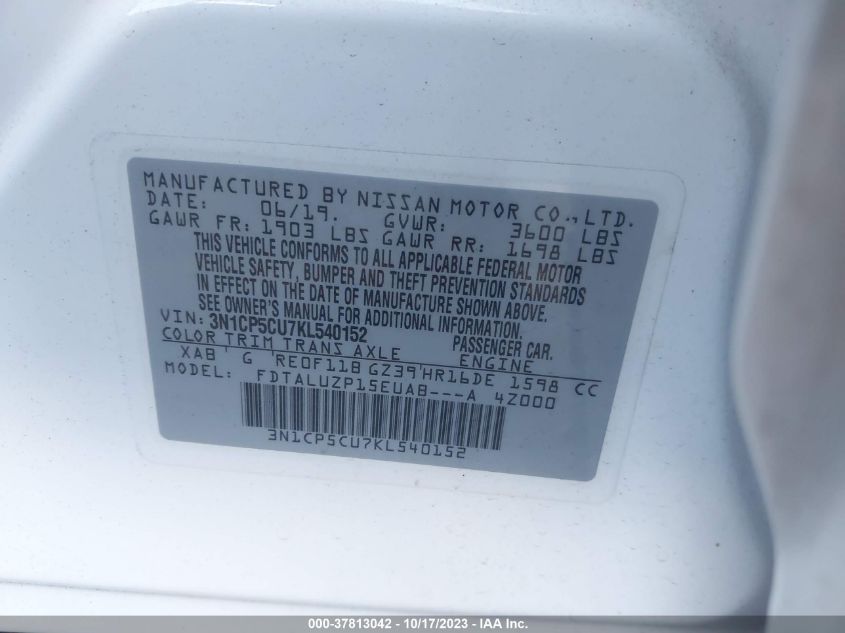 MANUFACTURED BY NISSAN MOTOR CO., LTD.
DATE: 06/19. GVWR: 3600 LBS
GAWR FR: 1903 LBS GAWR RR: 1698 LBS
THIS VEHICLE CONFORMS TO ALL APPLICABLE FEDERAL MOTOR
VEHICLE SAFETY, BUMPER AND THEFT PREVENTION STANDARDS
IN EFFECT ON THE DATE OF MANUFACTURE SHOWN ABOVE.
SEE OWNER'S MANUAL FOR ADDITIONAL INFORMATION.
VIN: 3N1CP5CU7KL540152 PASSENGER CAR.
COLOR TRIM TRANS AXLE ENGINE
XAB G RE0F11B GZ39 HR16DE 1598 CC
MODEL: FDTALUZP15EUAB---A 4Z000
3N1CP5CU7KL540152
000-37813042 - 10/17/2023 - © IAA Inc.